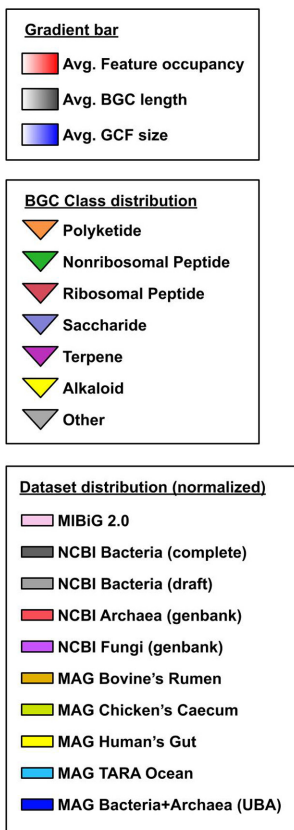 Gradient bar
Avg. Feature occupancy
Avg. BGC length
Avg. GCF size
BGC Class distribution
Polyketide
Nonribosomal Peptide
Ribosomal Peptide
Saccharide
Terpene
Alkaloid
Other
Dataset distribution (normalized)
MIBiG 2.0
NCBI Bacteria (complete)
NCBI Bacteria (draft)
NCBI Archaea (genbank)
NCBI Fungi (genbank)
MAG Bovine's Rumen
MAG Chicken's Caecum
MAG Human's Gut
MAG TARA Ocean
MAG Bacteria+Archaea (UBA)